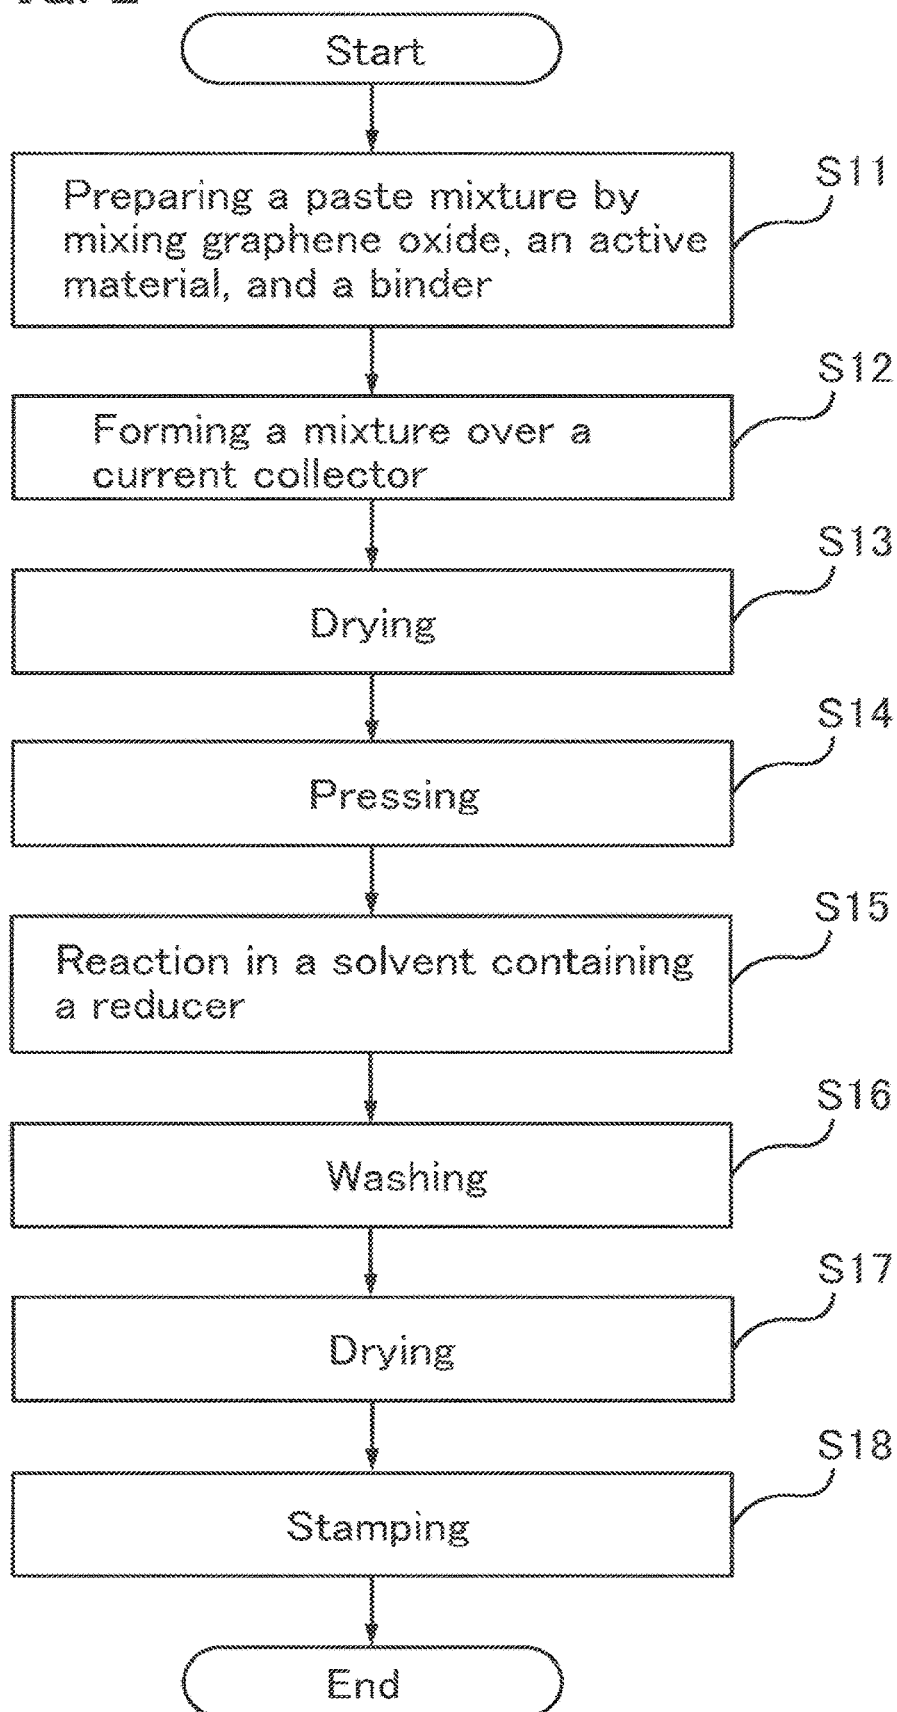 Start
S11
Preparing a paste mixture by
mixing graphene oxide, an active
material, and a binder
S12
Forming a mixture over a
current collector
S13
Drying
S14
Pressing
S15
Reaction in a solvent containing
a reducer
S16
Washing
S17
Drying
S18
Stamping
End